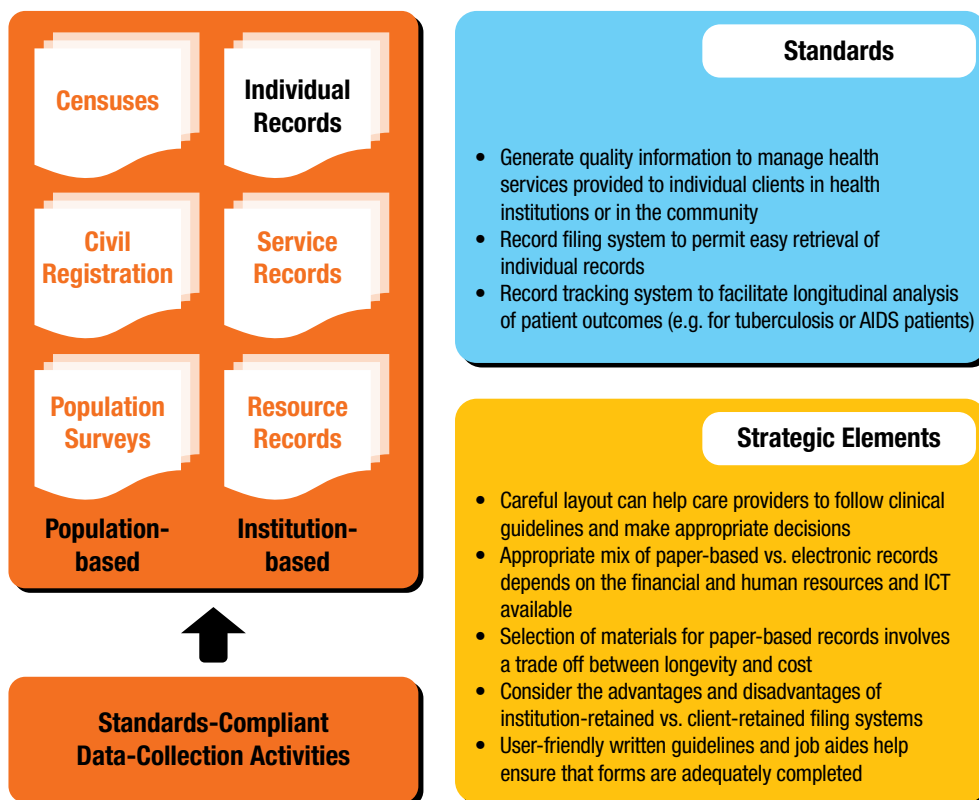 Censuses
Individual
Records
Civil
Registration
Service
Records
Population
Surveys
Resource
Records
Population-
based
Institution-
based
Standards-Compliant
Data-Collection Activities
Standards
• Generate quality information to manage health
services provided to individual clients in health
institutions or in the community
• Record filing system to permit easy retrieval of
individual records
• Record tracking system to facilitate longitudinal analysis
of patient outcomes (e.g. for tuberculosis or AIDS patients)
Strategic Elements
• Careful layout can help care providers to follow clinical
guidelines and make appropriate decisions
• Appropriate mix of paper-based vs. electronic records
depends on the financial and human resources and ICT
available
• Selection of materials for paper-based records involves
a trade off between longevity and cost
• Consider the advantages and disadvantages of
institution-retained vs. client-retained filing systems
• User-friendly written guidelines and job aides help
ensure that forms are adequately completed